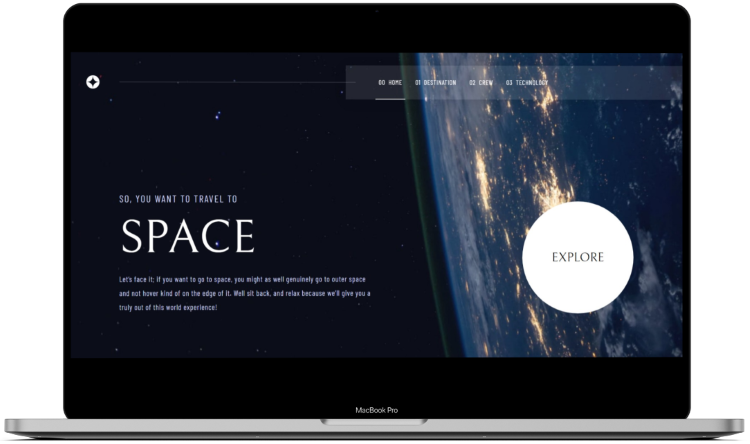 00 HOME 01 DESTINATION 02 CREW 03 TECHNOLOGY
SO, YOU WANT TO TRAVEL TO
SPACE
Let's face it; if you want to go to space, you might as well genuinely go to outer space
and not hover kind of on the edge of it. Well sit back, and relax because we'll give you a
truly out of this world experience!
EXPLORE
MacBook Pro